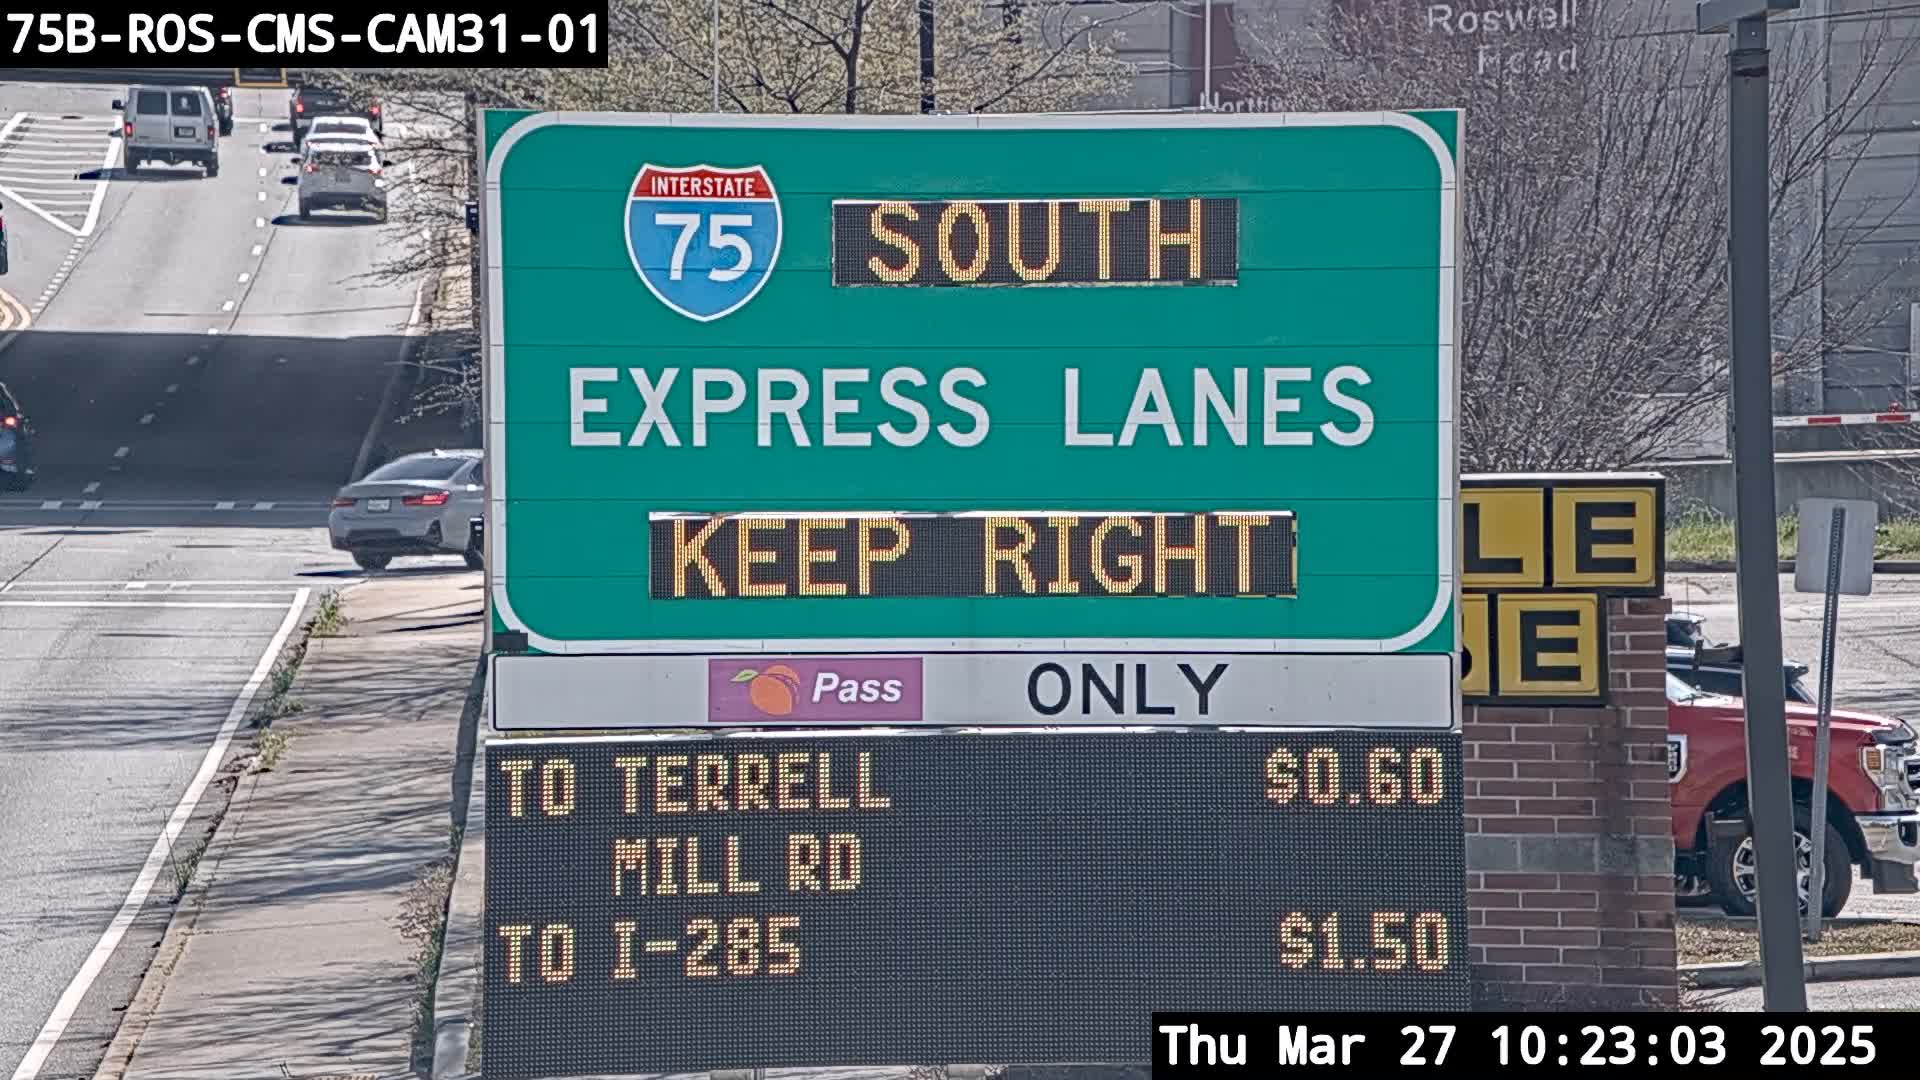 75B-ROS-CMS-CAM31-01
Roswell
Road
INTERSTATE
75
SOUTH
EXPRESS LANES
KEEP RIGHT
Pass ONLY
TO TERRELL $0.60
MILL RD
TO I-285 $1.50
LE
E
Thu Mar 27 10:23:03 2025